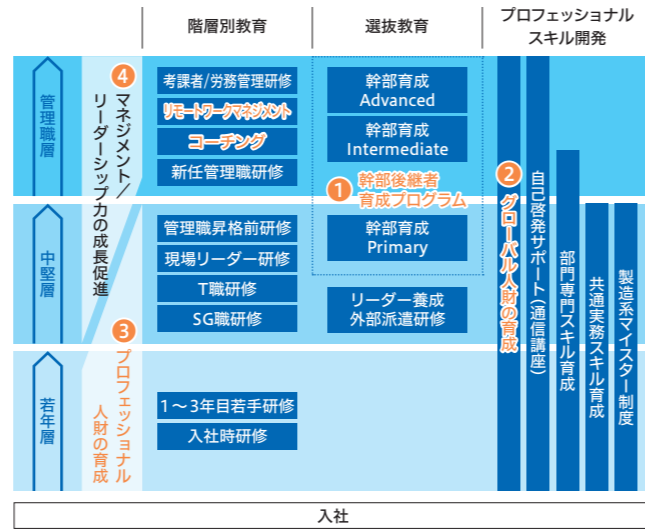 階層別教育
選抜教育
プロフェッショナル
スキル開発
管理職層
中堅層
若年層
4
マネジメント／
リーダーシップ力の成長促進
3
プロフェッショナル
人財の育成
考課者/労務管理研修
リモートワークマネジメント
コーチング
新任管理職研修
管理職昇格前研修
現場リーダー研修
T職研修
SG職研修
1～3年目若手研修
入社時研修
幹部育成
Advanced
幹部育成
Intermediate
1
幹部後継者
育成プログラム
幹部育成
Primary
リーダー養成
外部派遣研修
2
グローバル人財の育成
自己啓発サポート(通信講座)
部門専門スキル育成
共通実務スキル育成
製造系マイスター制度
入社